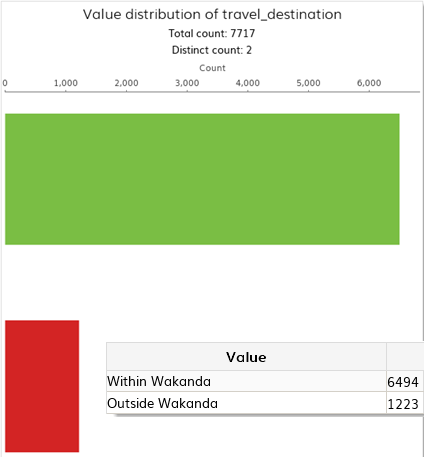 Value distribution of travel_destination
Total count: 7717
Distinct count: 2
Count
0 1,000 2,000 3,000 4,000 5,000 6,000
Value
Within Wakanda 6494
Outside Wakanda 1223